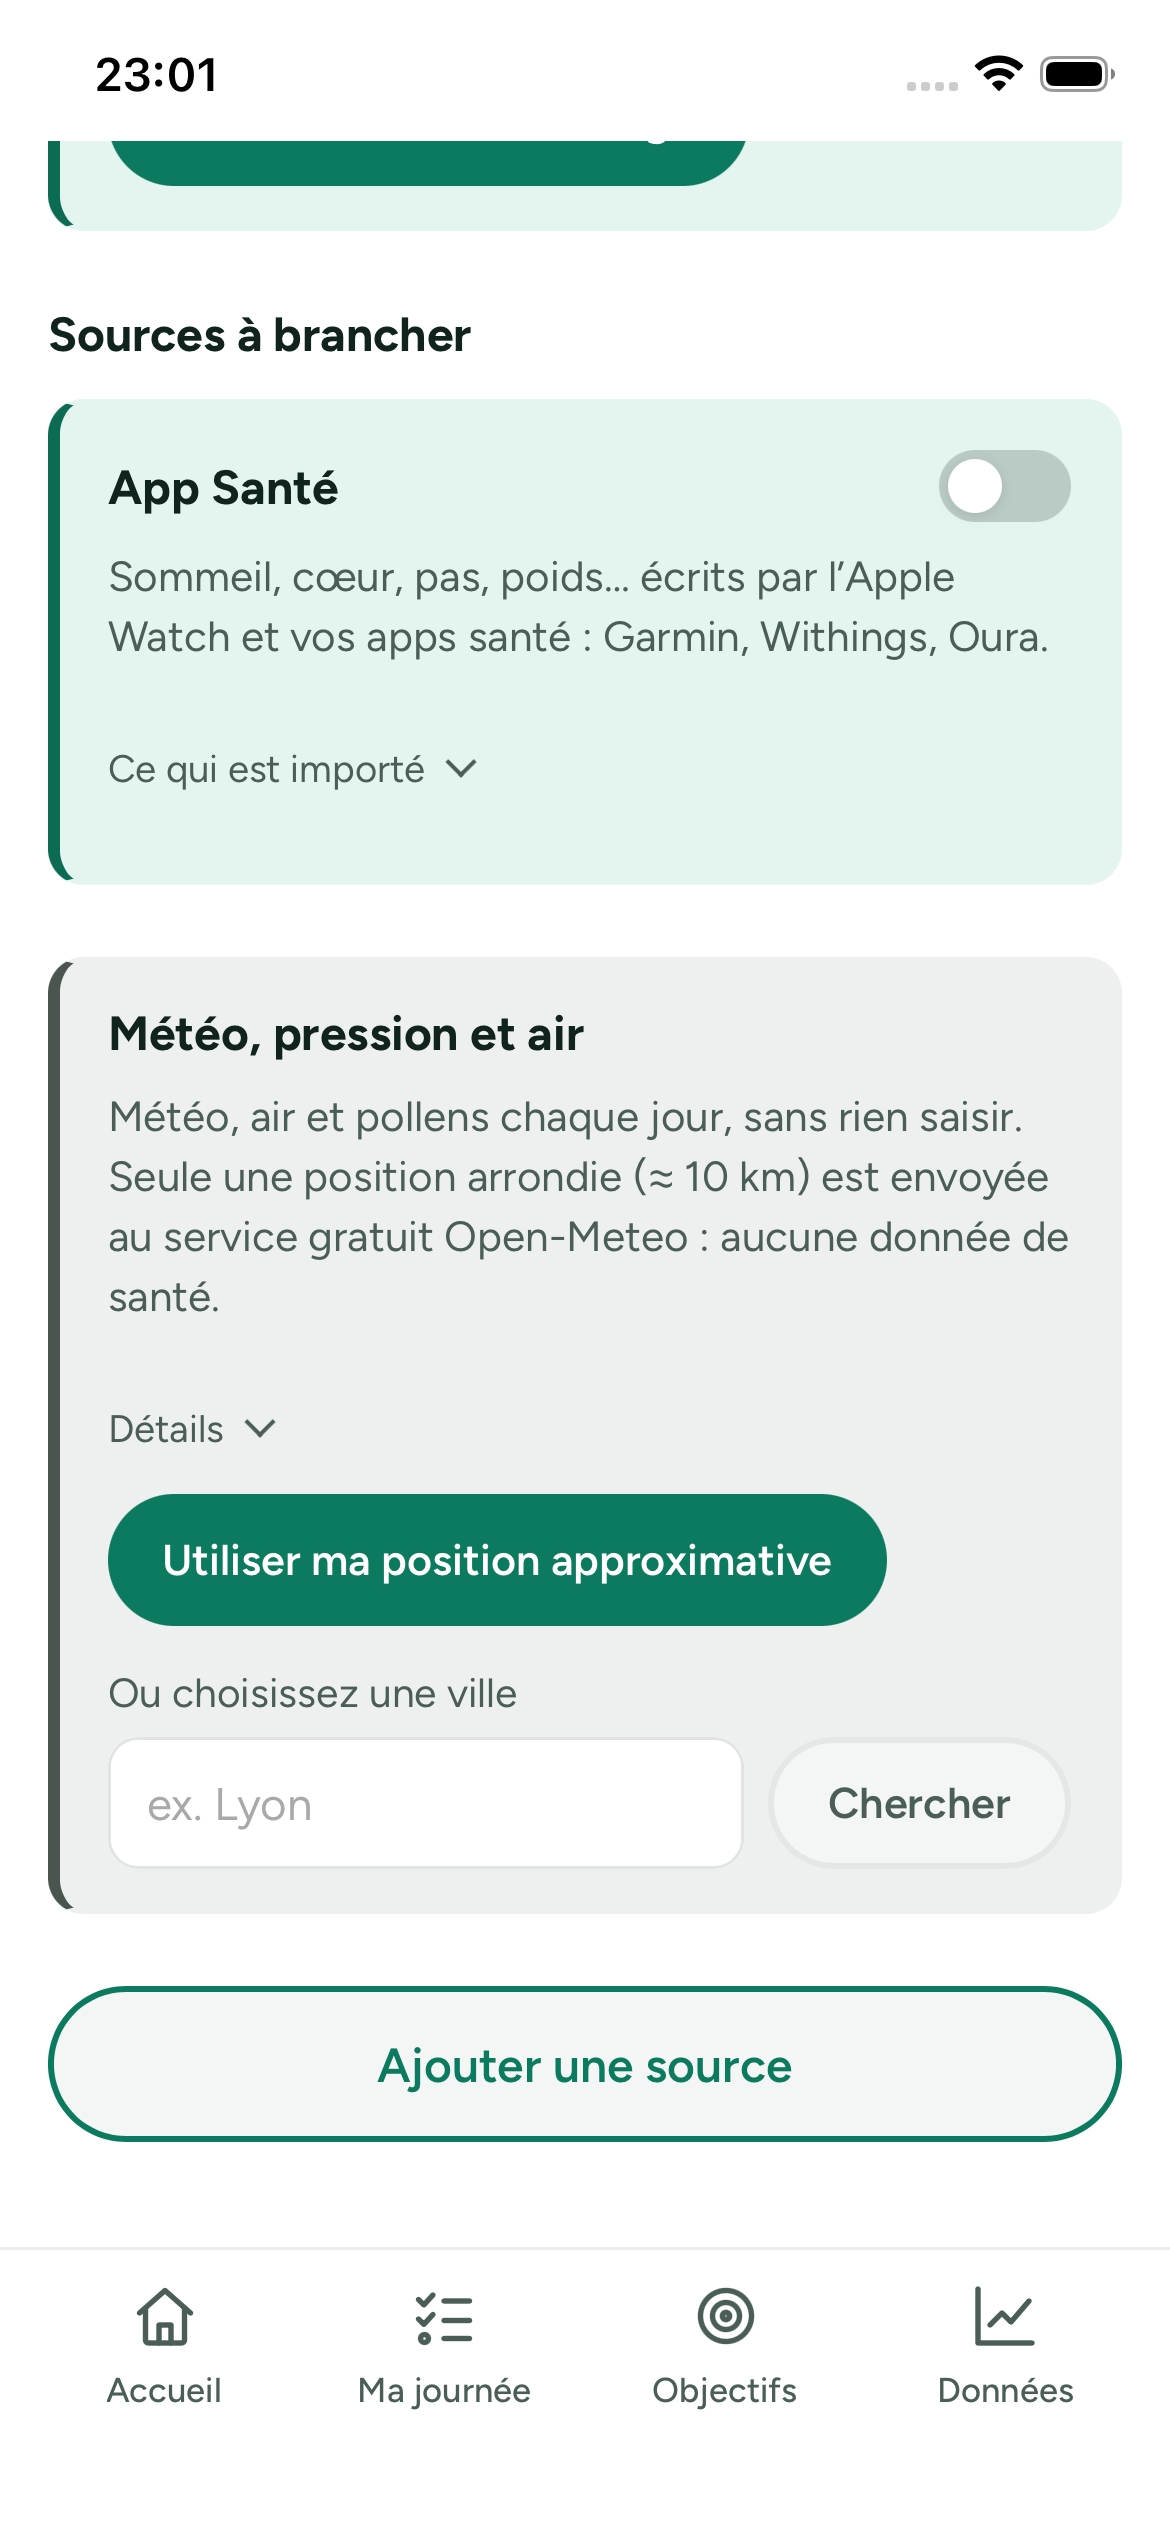 23:01
Sources à brancher
App Santé
Sommeil, cœur, pas, poids… écrits par l’Apple
Watch et vos apps santé : Garmin, Withings, Oura.
Ce qui est importé
Météo, pression et air
Météo, air et pollens chaque jour, sans rien saisir.
Seule une position arrondie (≈ 10 km) est envoyée
au service gratuit Open-Meteo : aucune donnée de
santé.
Détails
Utiliser ma position approximative
Ou choisissez une ville
ex. Lyon
Chercher
Ajouter une source
Accueil
Ma journée
Objectifs
Données